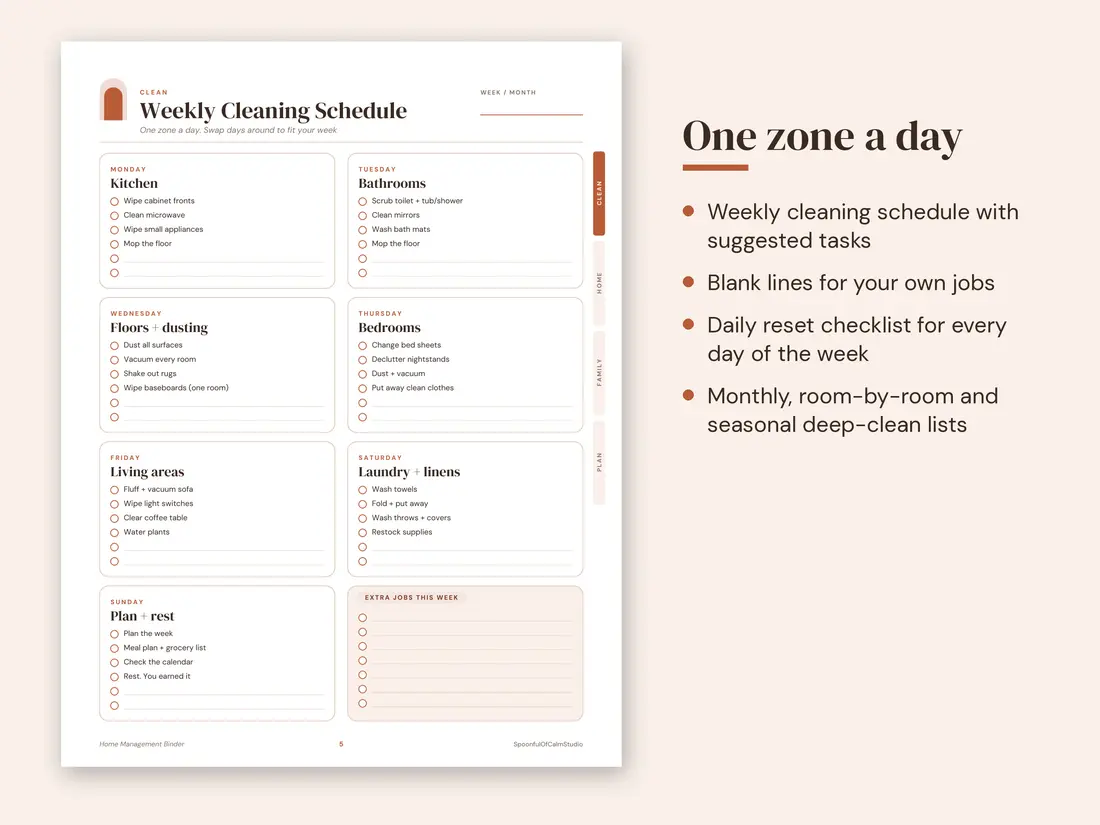 CLEAN
Weekly Cleaning Schedule
One zone a day. Swap days around to fit your week
WEEK / MONTH
MONDAY
Kitchen
Wipe cabinet fronts
Clean microwave
Wipe small appliances
Mop the floor
TUESDAY
Bathrooms
Scrub toilet + tub/shower
Clean mirrors
Wash bath mats
Mop the floor
WEDNESDAY
Floors + dusting
Dust all surfaces
Vacuum every room
Shake out rugs
Wipe baseboards (one room)
THURSDAY
Bedrooms
Change bed sheets
Declutter nightstands
Dust + vacuum
Put away clean clothes
FRIDAY
Living areas
Fluff + vacuum sofa
Wipe light switches
Clear coffee table
Water plants
SATURDAY
Laundry + linens
Wash towels
Fold + put away
Wash throws + covers
Restock supplies
SUNDAY
Plan + rest
Plan the week
Meal plan + grocery list
Check the calendar
Rest. You earned it
EXTRA JOBS THIS WEEK
CLEAN
HOME
FAMILY
PLAN
Home Management Binder
5
SpoonfulOfCalmStudio
One zone a day
Weekly cleaning schedule with
suggested tasks
Blank lines for your own jobs
Daily reset checklist for every
day of the week
Monthly, room-by-room and
seasonal deep-clean lists